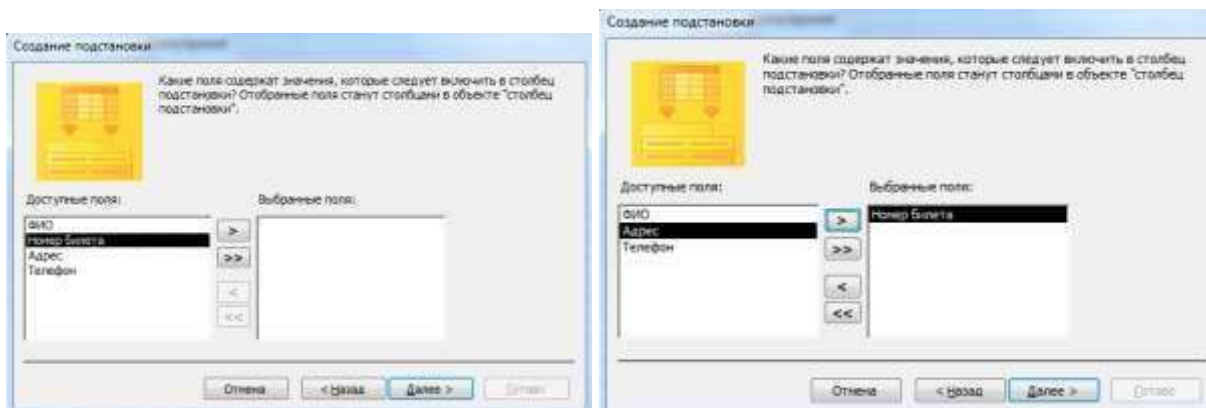 Создание подстановки
Какие поля содержат значения, которые следует включить в столбец
подстановки? Отобранные поля станут столбцами в объекте "столбец
подстановки".
Доступные поля:
Выбранные поля:
ФИО
Номер Билета
Адрес
Телефон
>
>>
<
<<
Отмена
< Назад
Далее >
Готово
Создание подстановки
Какие поля содержат значения, которые следует включить в столбец
подстановки? Отобранные поля станут столбцами в объекте "столбец
подстановки".
Доступные поля:
Выбранные поля:
ФИО
Адрес
Телефон
>
>>
<
<<
Номер Билета
Отмена
< Назад
Далее >
Готово